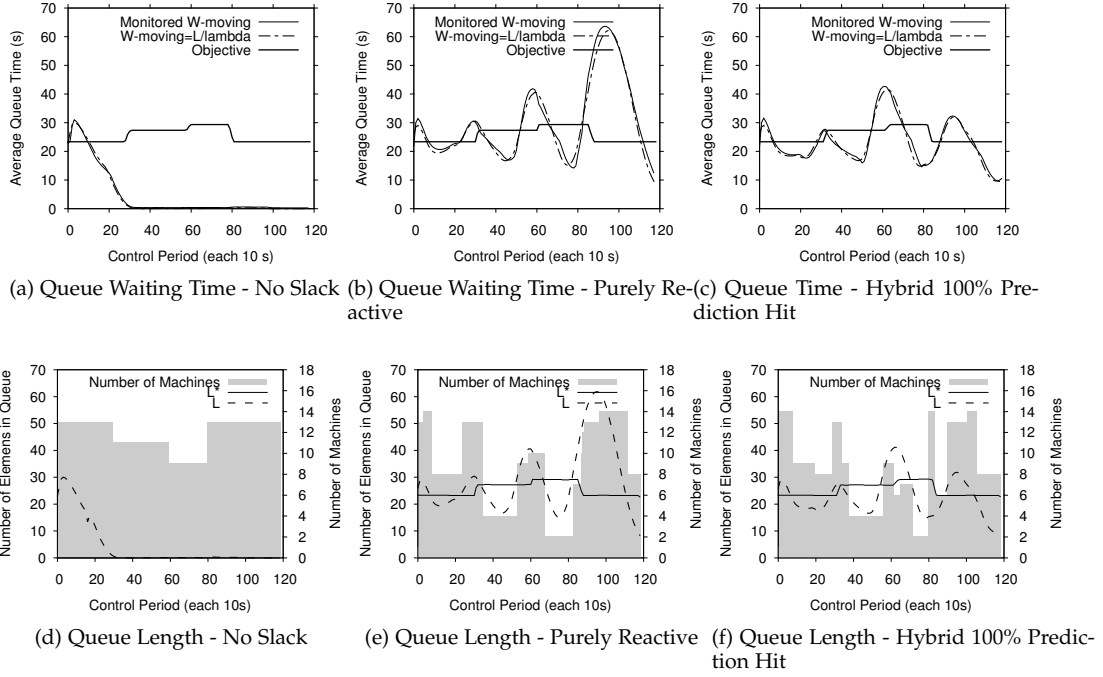 70
60
50
40
30
20
10
0
Average Queue Time (s)
Monitored W-moving
W-moving=L/lambda
Objective
0 20 40 60 80 100 120
Control Period (each 10 s)
(a) Queue Waiting Time - No Slack
70
60
50
40
30
20
10
0
Average Queue Time (s)
Monitored W-moving
W-moving=L/lambda
Objective
0 20 40 60 80 100 120
Control Period (each 10 s)
(b) Queue Waiting Time - Purely Re-
active
70
60
50
40
30
20
10
0
Average Queue Time (s)
Monitored W-moving
W-moving=L/lambda
Objective
0 20 40 60 80 100 120
Control Period (each 10 s)
(c) Queue Time - Hybrid 100% Pre-
diction Hit
70
60
50
40
30
20
10
0
Number of Elemens in Queue
Number of Machines
L*
L
18
16
14
12
10
8
6
4
2
0
Number of Machines
0 20 40 60 80 100 120
Control Period (each 10s)
(d) Queue Length - No Slack
70
60
50
40
30
20
10
0
Number of Elemens in Queue
Number of Machines
L*
L
18
16
14
12
10
8
6
4
2
0
Number of Machines
0 20 40 60 80 100 120
Control Period (each 10s)
(e) Queue Length - Purely Reactive
70
60
50
40
30
20
10
0
Number of Elemens in Queue
Number of Machines
L*
L
18
16
14
12
10
8
6
4
2
0
Number of Machines
0 20 40 60 80 100 120
Control Period (each 10s)
(f) Queue Length - Hybrid 100% Predic-
tion Hit